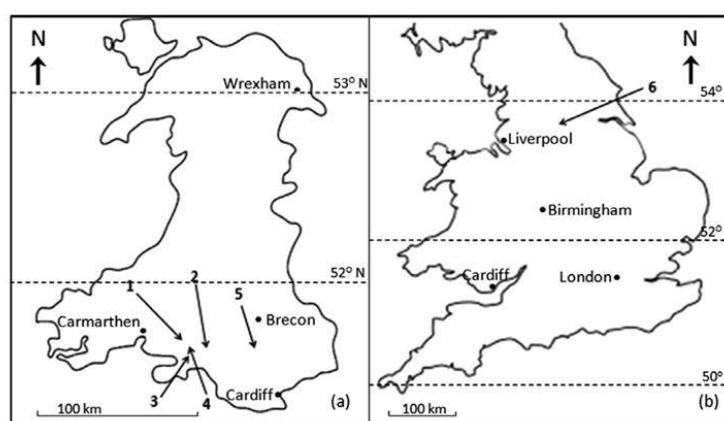 N
Wrexham
53° N
52° N
1
2
5
Carmarthen
Brecon
3
4
Cardiff
100 km
(a)
N
54°
6
Liverpool
Birmingham
52°
Cardiff
London
50°
100 km
(b)